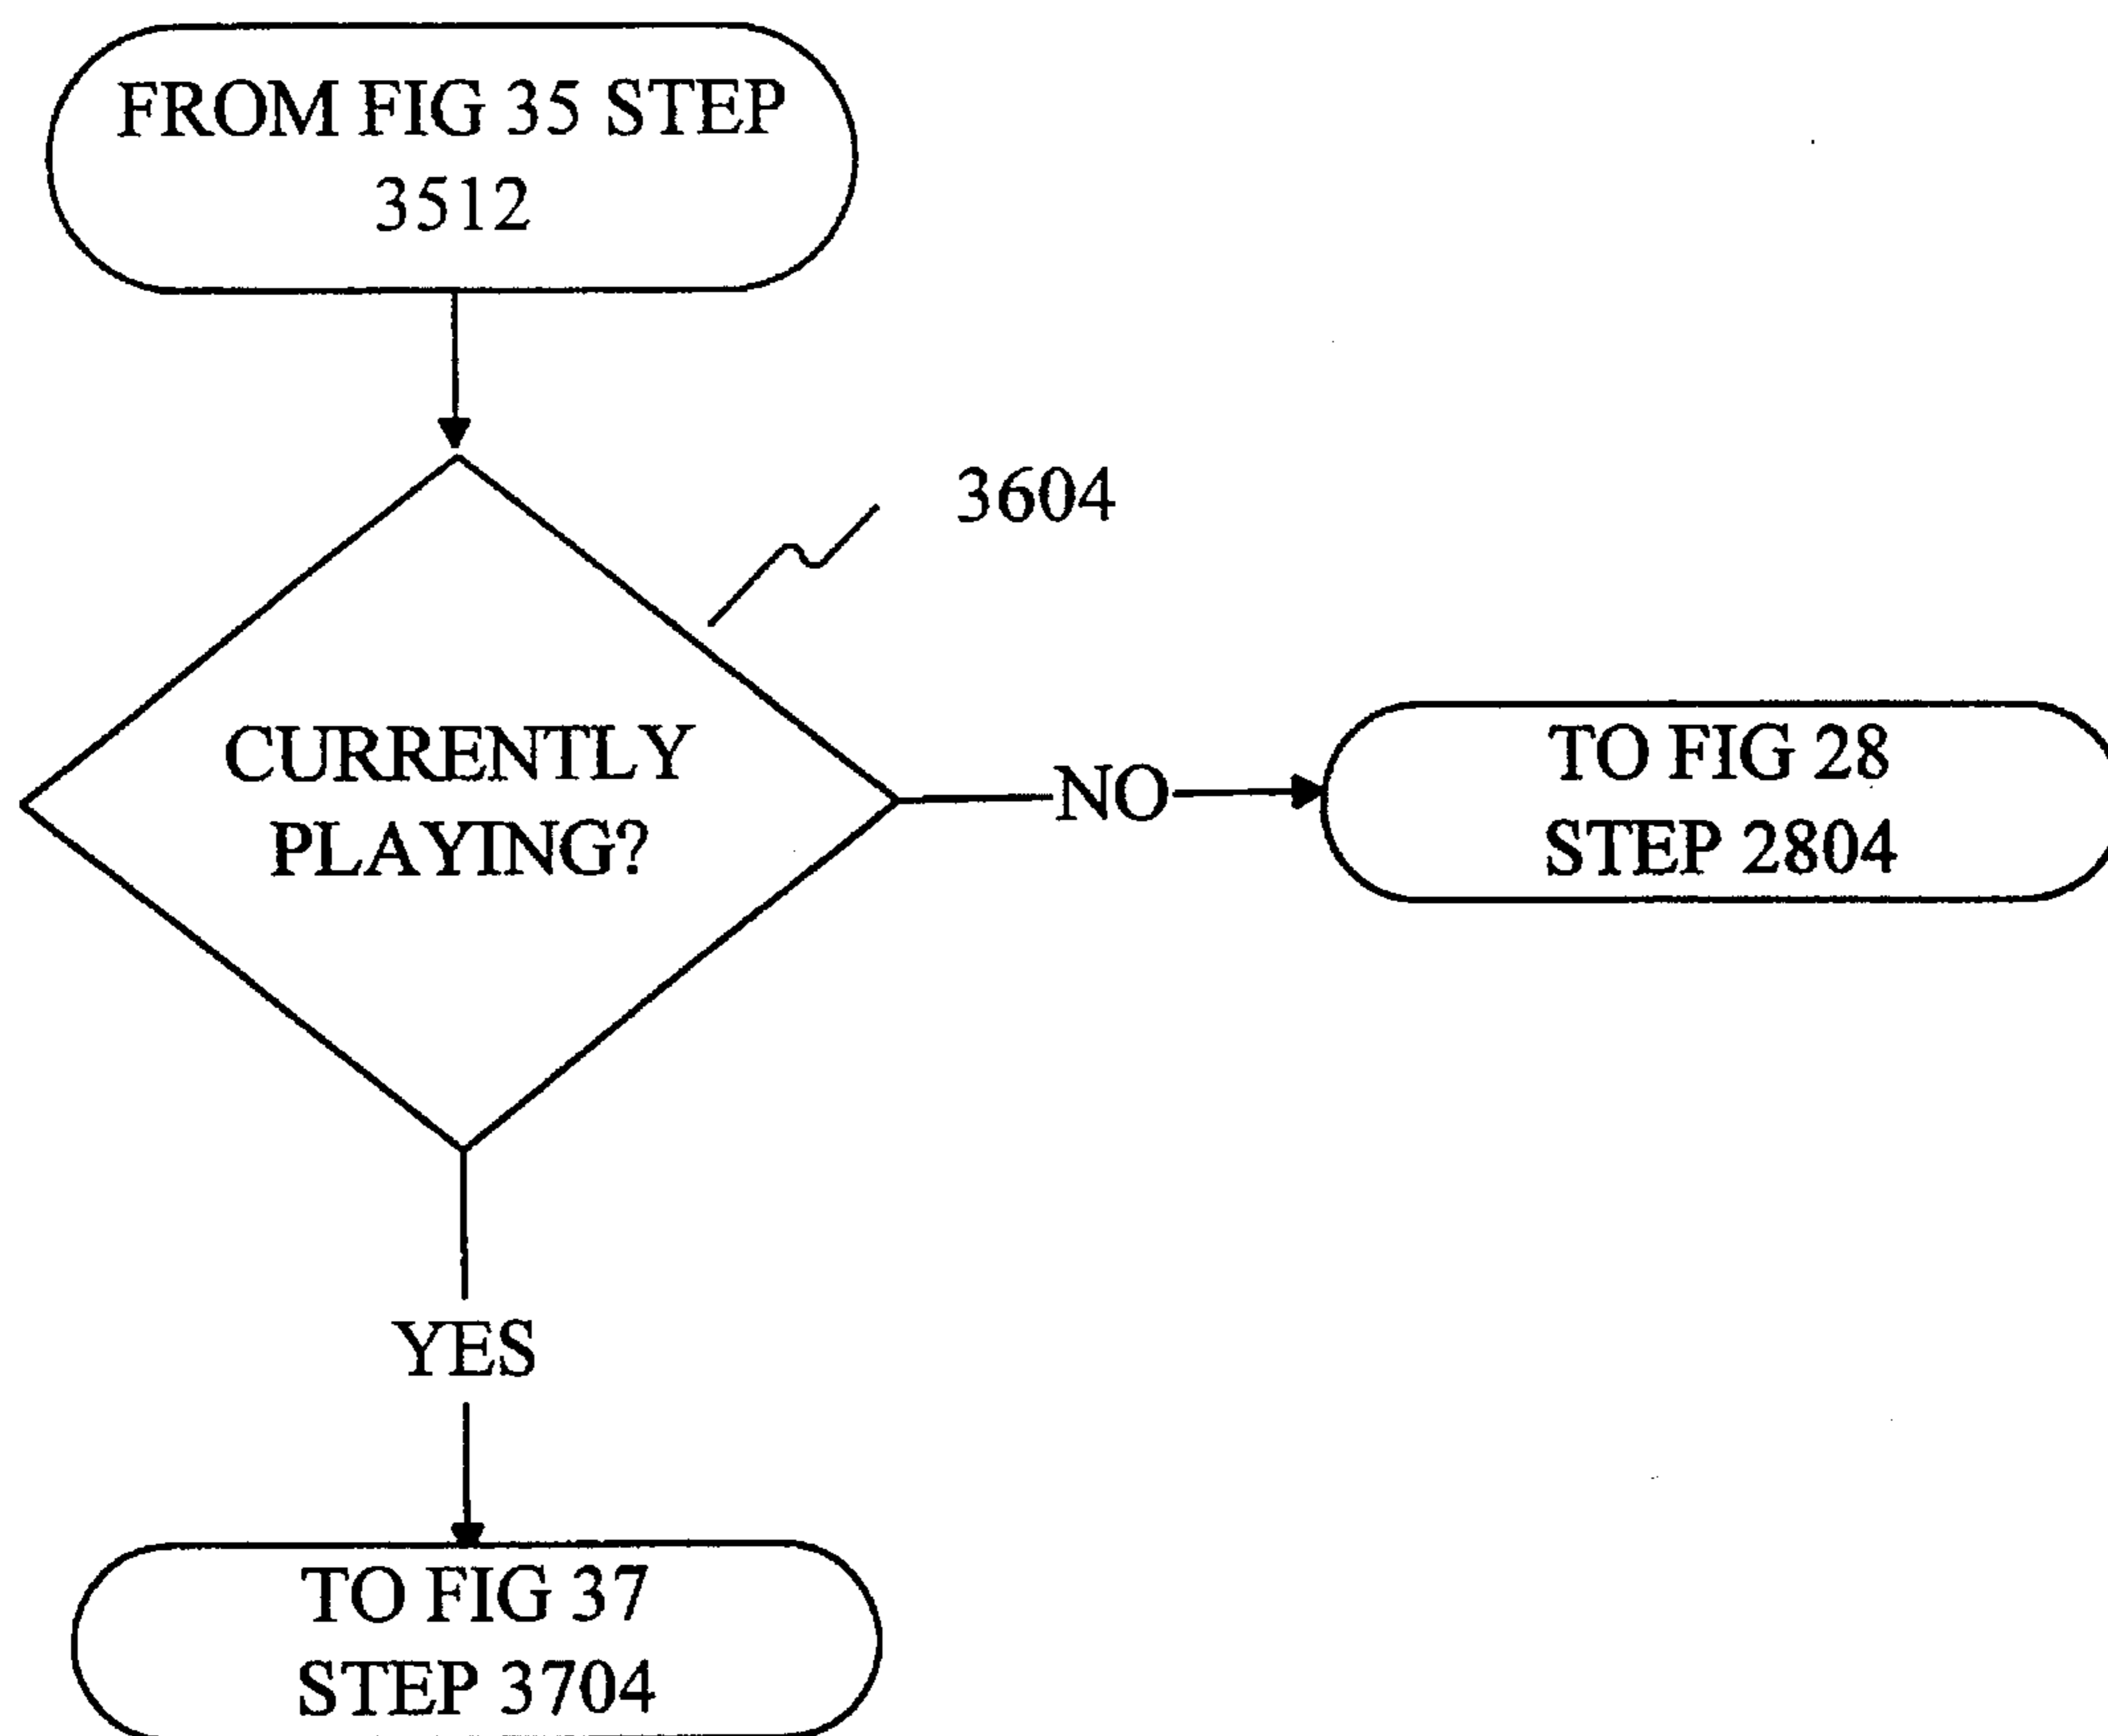 FROM FIG 35 STEP
3512
3604
CURRENTLY
PLAYING?
NO
TO FIG 28
STEP 2804
YES
TO FIG 37
STEP 3704